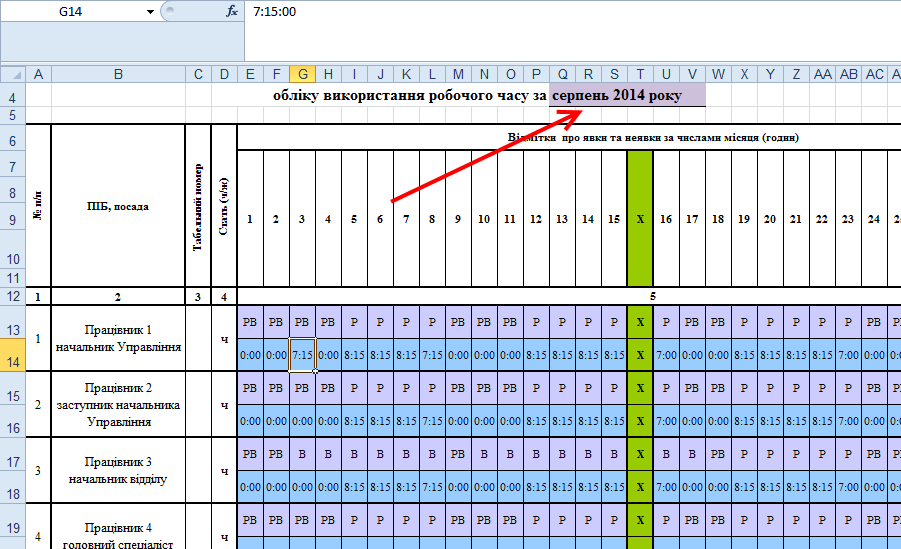 G14 fx 7:15:00
A B C D E F G H I J K L M N O P Q R S T U V W X Y Z AA AB AC
4 обліку використання робочого часу за серпень 2014 року
5
6 Відмітки про явки та неявки за числами місяця (годин)
7
8
9
10
11
№ п/п
ПІБ, посада
Табельний номер
Стать (ч/ж)
1 2 3 4 5 6 7 8 9 10 11 12 13 14 15 X 16 17 18 19 20 21 22 23 24
12 1 2 3 4 5
13 РВ РВ РВ РВ Р Р Р Р РВ РВ РВ Р Р Р Р X Р РВ РВ Р Р Р Р Р РВ
1 Працівник 1
начальник Управління
ч
14 0:00 0:00 7:15 0:00 8:15 8:15 8:15 7:15 0:00 0:00 0:00 8:15 8:15 8:15 8:15 X 7:00 0:00 0:00 8:15 8:15 8:15 8:15 7:00 0:00
15 РВ РВ РВ РВ Р Р Р Р РВ РВ РВ Р Р Р Р X Р РВ РВ Р Р Р Р Р РВ
2 Працівник 2
заступник начальника
Управління
ч
16 0:00 0:00 0:00 0:00 8:15 8:15 8:15 7:15 0:00 0:00 0:00 8:15 8:15 8:15 8:15 X 7:00 0:00 0:00 8:15 8:15 8:15 8:15 7:00 0:00
17 РВ РВ В В В В В В РВ РВ В В В В В X В В РВ Р Р Р Р Р РВ
3 Працівник 3
начальник відділу
ч
18 0:00 0:00 0:00 0:00 8:15 8:15 8:15 7:15 0:00 0:00 0:00 8:15 8:15 8:15 8:15 X 7:00 0:00 0:00 8:15 8:15 8:15 8:15 7:00 0:00
19 РВ РВ РВ РВ Р Р Р Р РВ РВ РВ Р Р Р Р X Р РВ РВ Р Р Р Р Р РВ
4 Працівник 4
головний спеціаліст
ч